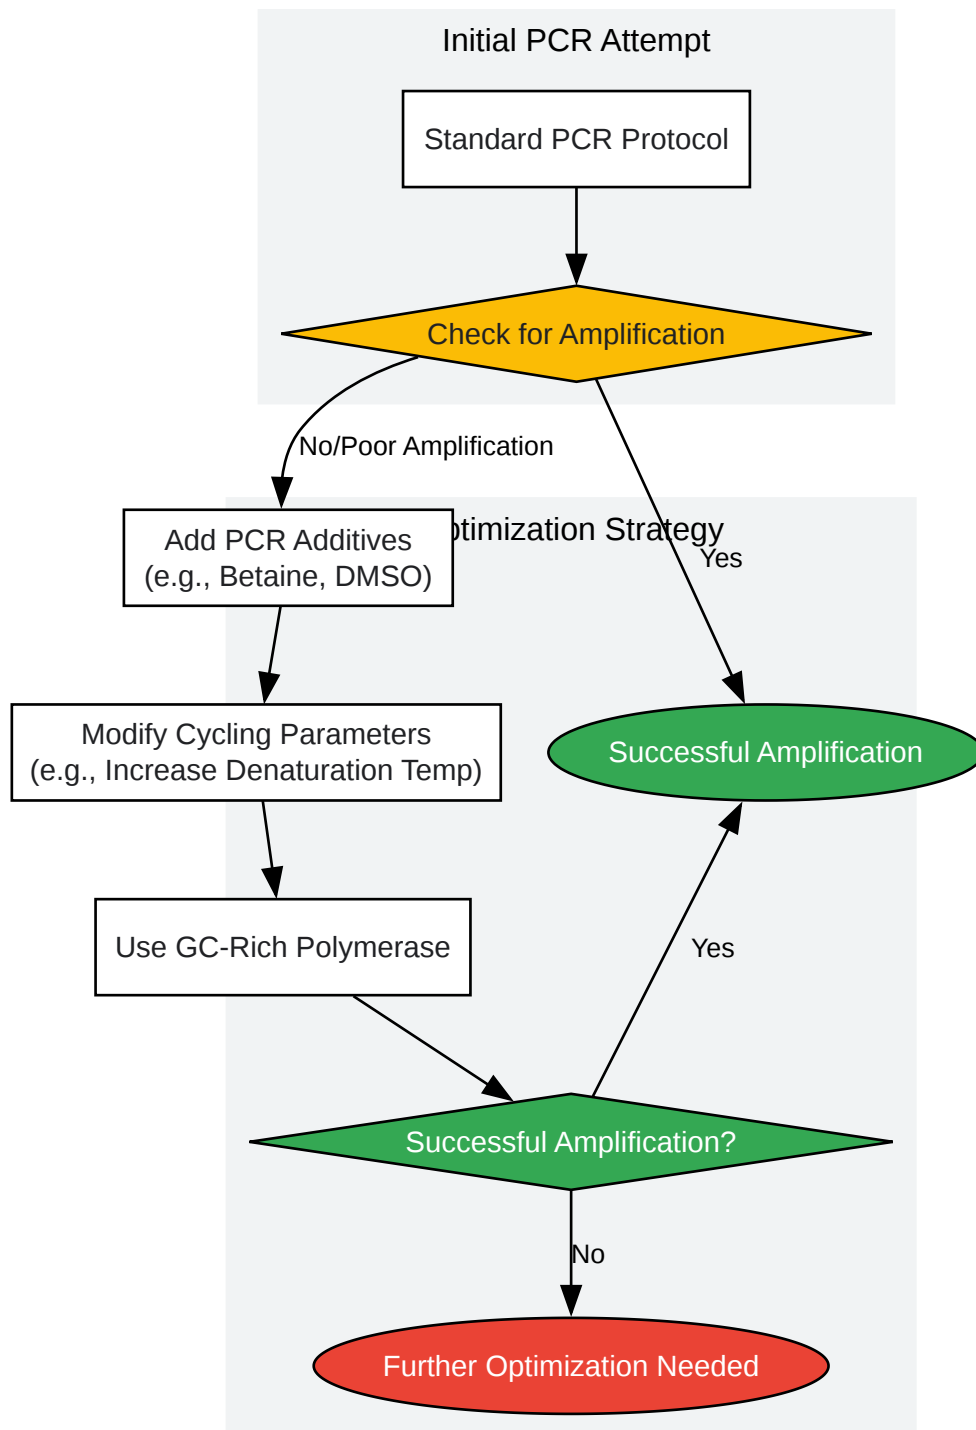 Initial PCR Attempt
Standard PCR Protocol
Check for Amplification
No/Poor Amplification
Add PCR Additives
(e.g., Betaine, DMSO)
Strategy
Yes
Modify Cycling Parameters
(e.g., Increase Denaturation Temp)
Successful Amplification
Use GC-Rich Polymerase
Yes
Successful Amplification?
No
Further Optimization Needed